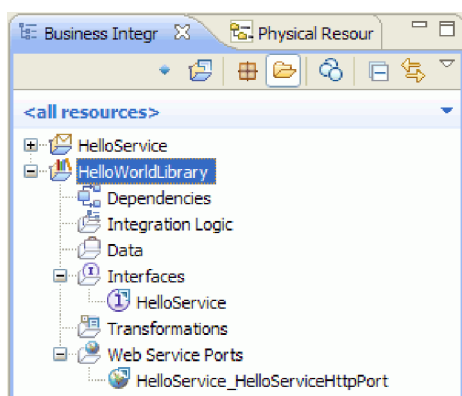 Business Integr Physical Resour
<all resources>
HelloService
HelloWorldLibrary
Dependencies
Integration Logic
Data
Interfaces
HelloService
Transformations
Web Service Ports
HelloService_HelloServiceHttpPort